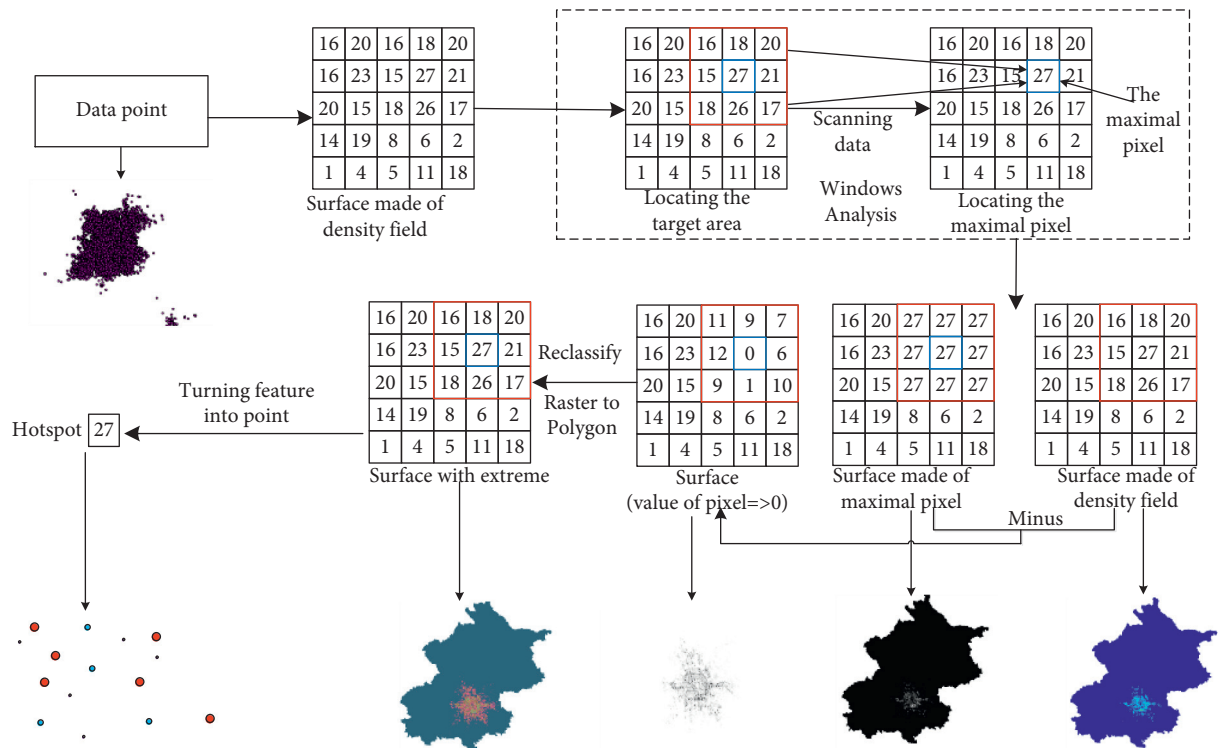 Data point
16 20 16 18 20
16 23 15 27 21
20 15 18 26 17
14 19 8 6 2
1 4 5 11 18
Surface made of
density field
16 20 16 18 20
16 23 15 27 21
20 15 18 26 17
14 19 8 6 2
1 4 5 11 18
Locating the
target area
Scanning
data
Windows
Analysis
16 20 16 18 20
16 23 15 27 21
20 15 18 26 17
14 19 8 6 2
1 4 5 11 18
Locating the
maximal pixel
The
maximal
pixel
Hotspot 27
Turning feature
into point
16 20 16 18 20
16 23 15 27 21
20 15 18 26 17
14 19 8 6 2
1 4 5 11 18
Surface with extreme
Reclassify
Raster to
Polygon
16 20 11 9 7
16 23 12 0 6
20 15 9 1 10
14 19 8 6 2
1 4 5 11 18
Surface
(value of pixel=>0)
16 20 27 27 27
16 23 27 27 27
20 15 27 27 27
14 19 8 6 2
1 4 5 11 18
Surface made of
maximal pixel
16 20 16 18 20
16 23 15 27 21
20 15 18 26 17
14 19 8 6 2
1 4 5 11 18
Surface made of
density field
Minus